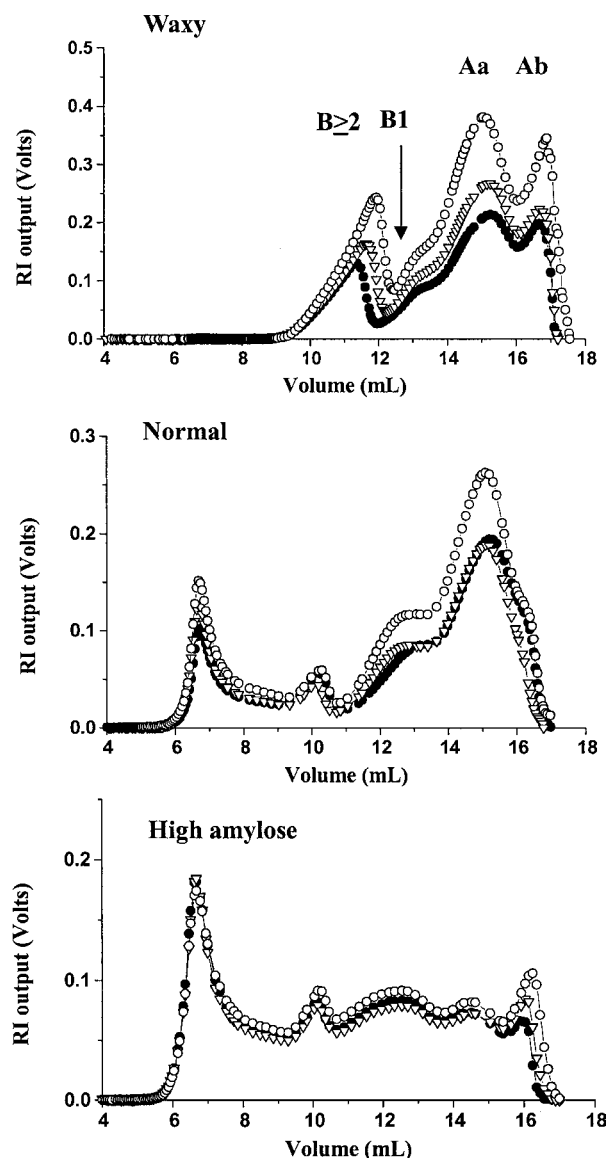 Waxy
0.5
0.4
0.3
0.2
0.1
0.0
RI output (Volts)
B≥2
B1
Aa
Ab
4 6 8 10 12 14 16 18
Volume (mL)
Normal
0.3
0.2
0.1
0.0
RI output (Volts)
4 6 8 10 12 14 16 18
Volume (mL)
High amylose
0.2
0.1
0.0
RI output (Volts)
4 6 8 10 12 14 16 18
Volume (mL)